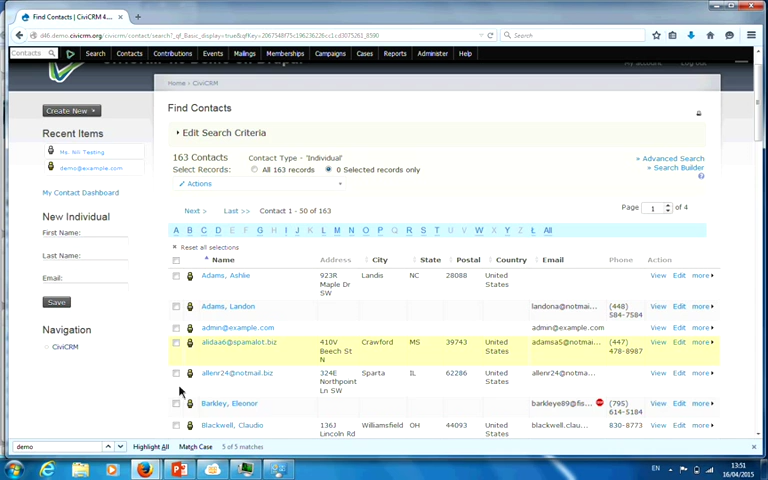 Find Contacts | CiviCRM 4...
d46.demo.civicrm.org/civicrm/contact/search?_qf_Basic_display=true&qfKey=
Search
Contacts Search Contacts Contributions Events Mailings Memberships Campaigns Cases Reports Administer Help
My account Log out
Home » CiviCRM
Create New
Find Contacts
Recent Items
Edit Search Criteria
Ms. Nili Testing
demo@example.com
163 Contacts Contact Type - 'Individual' » Advanced Search
Select Records: All 163 records 0 Selected records only » Search Builder
Actions
My Contact Dashboard
Next > Last >> Contact 1 - 50 of 163 Page 1 of 4
New Individual
First Name:
A B C D E F G H I J K L M N O P Q R S T U V W X Y Z Ł All
Reset all selections
Last Name:
Name Address City State Postal Country Email Phone Action
Email:
Adams, Ashlie 923R Maple Dr SW Landis NC 28088 United States View Edit more
Save
Adams, Landon landona@notmai... (448) 584-7584 View Edit more
Navigation
admin@example.com admin@example.com View Edit more
CiviCRM
alidaa6@spamalot.biz 410V Beech St N Crawford MS 39743 United States adamsa5@notmai... (447) 478-8987 View Edit more
allenr24@notmail.biz 324E Northpoint Ln SW Sparta IL 62286 United States allenr24@notma... View Edit more
Barkley, Eleonor barkleye89@fis... (795) 614-5184 View Edit more
Blackwell, Claudio 136J Lincoln Rd Williamsfield OH 44093 United States blackwell.clau... 830-8773 View Edit more
demo Highlight All Match Case 5 of 5 matches
EN 13:51
16/04/2015